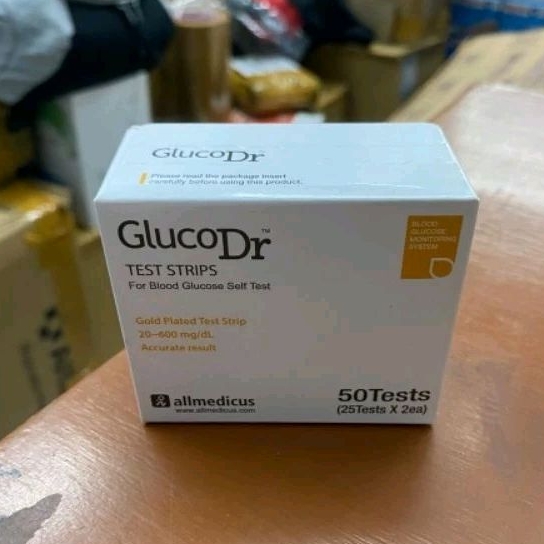 GlucoDr
Please read the package insert
carefully before using this product.
GlucoDr™
BLOOD
GLUCOSE
MONITORING
SYSTEM
TEST STRIPS
For Blood Glucose Self Test
Gold Plated Test Strip
20~600 mg/dL
Accurate result
allmedicus
www.allmedicus.com
50Tests
(25Tests X 2ea)